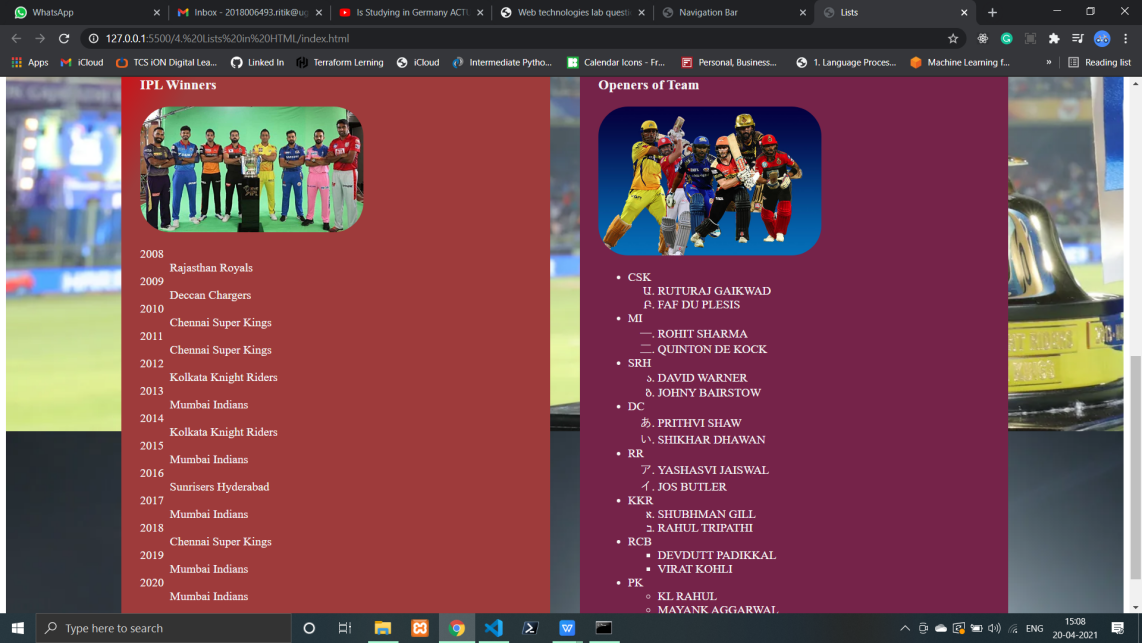 WhatsApp
Inbox - 2018006493.ritik@ug
Is Studying in Germany ACTU
Web technologies lab questi
Navigation Bar
Lists
127.0.0.1:5500/4.%20Lists%20in%20HTML/index.html
Apps
iCloud
TCS iON Digital Lea...
Linked In
Terraform Lerning
iCloud
Intermediate Pytho...
Calendar Icons - Fr...
Personal, Business...
1. Language Proces...
Machine Learning f...
»
Reading list
IPL Winners
2008
Rajasthan Royals
2009
Deccan Chargers
2010
Chennai Super Kings
2011
Chennai Super Kings
2012
Kolkata Knight Riders
2013
Mumbai Indians
2014
Kolkata Knight Riders
2015
Mumbai Indians
2016
Sunrisers Hyderabad
2017
Mumbai Indians
2018
Chennai Super Kings
2019
Mumbai Indians
2020
Mumbai Indians
Openers of Team
• CSK
Ա. RUTURAJ GAIKWAD
Բ. FAF DU PLESIS
• MI
一. ROHIT SHARMA
二. QUINTON DE KOCK
• SRH
ა. DAVID WARNER
ბ. JOHNY BAIRSTOW
• DC
あ. PRITHVI SHAW
い. SHIKHAR DHAWAN
• RR
ア. YASHASVI JAISWAL
イ. JOS BUTLER
• KKR
א. SHUBHMAN GILL
ב. RAHUL TRIPATHI
• RCB
▪ DEVDUTT PADIKKAL
▪ VIRAT KOHLI
• PK
◦ KL RAHUL
◦ MAYANK AGGARWAL
Type here to search
ENG
15:08
20-04-2021